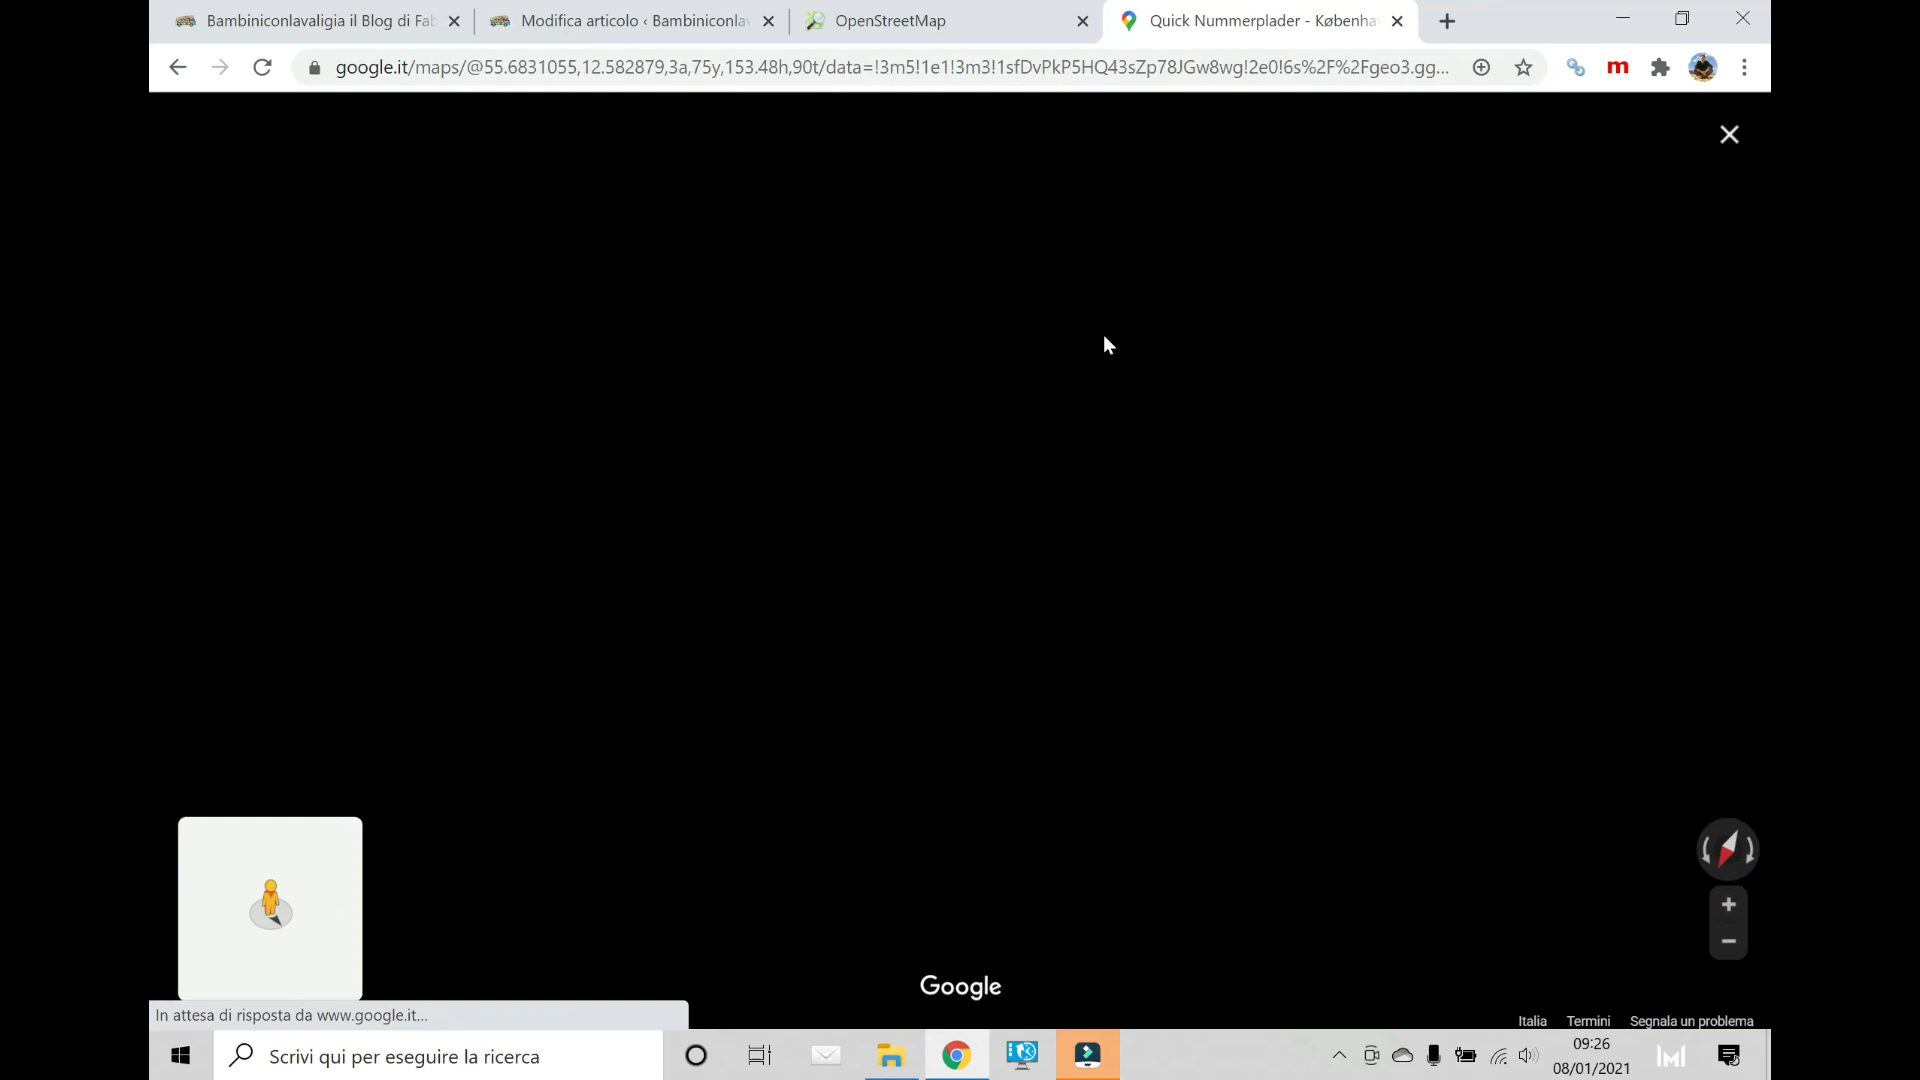 Bambiniconlavaligia il Blog di Fab
Modifica articolo ‹ Bambiniconlav
OpenStreetMap
Quick Nummerplader - Københa
google.it/maps/@55.6831055,12.582879,3a,75y,153.48h,90t/data=!3m5!1e1!3m3!1sfDvPkP5HQ43sZp78JGw8wg!2e0!6s%2F%2Fgeo3.gg...
m
Google
In attesa di risposta da www.google.it...
Italia Termini Segnala un problema
Scrivi qui per eseguire la ricerca
09:26
08/01/2021